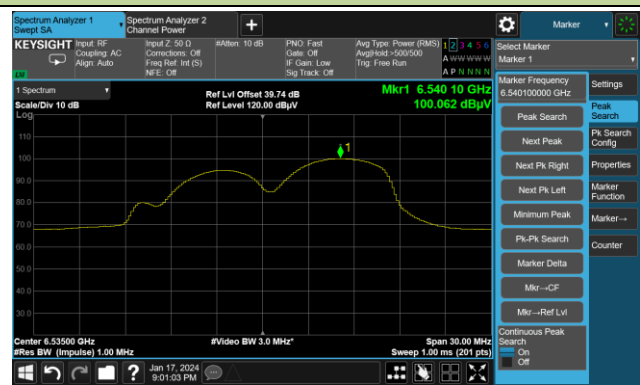 Spectrum Analyzer 1
Swept SA
Spectrum Analyzer 2
Channel Power
Marker
KEYSIGHT
Input: RF
Coupling: AC
Align: Auto
Input Z: 50 Ω
Corrections: Off
Freq Ref: Int (S)
NFE: Off
#Atten: 10 dB
PNO: Fast
Gate: Off
IF Gain: Low
Sig Track: Off
Avg Type: Power (RMS)
Avg|Hold:>500/500
Trig: Free Run
1 2 3 4 5 6
A W W W W W
A P N N N N
LXI
Select Marker
Marker 1
1 Spectrum
Scale/Div 10 dB
Log
Ref Lvl Offset 39.74 dB
Ref Level 120.00 dBµV
Mkr1 6.540 10 GHz
100.062 dBµV
110
100
90.0
80.0
70.0
60.0
50.0
40.0
30.0
1
Center 6.53500 GHz
#Res BW (Impulse) 1.00 MHz
#Video BW 3.0 MHz*
Span 30.00 MHz
Sweep 1.00 ms (201 pts)
Marker Frequency
6.540100000 GHz
Peak Search
Next Peak
Next Pk Right
Next Pk Left
Minimum Peak
Pk-Pk Search
Marker Delta
Mkr→CF
Mkr→Ref Lvl
Continuous Peak
Search
On
Off
Settings
Peak
Search
Pk Search
Config
Properties
Marker
Function
Marker→
Counter
Jan 17, 2024
9:01:03 PM